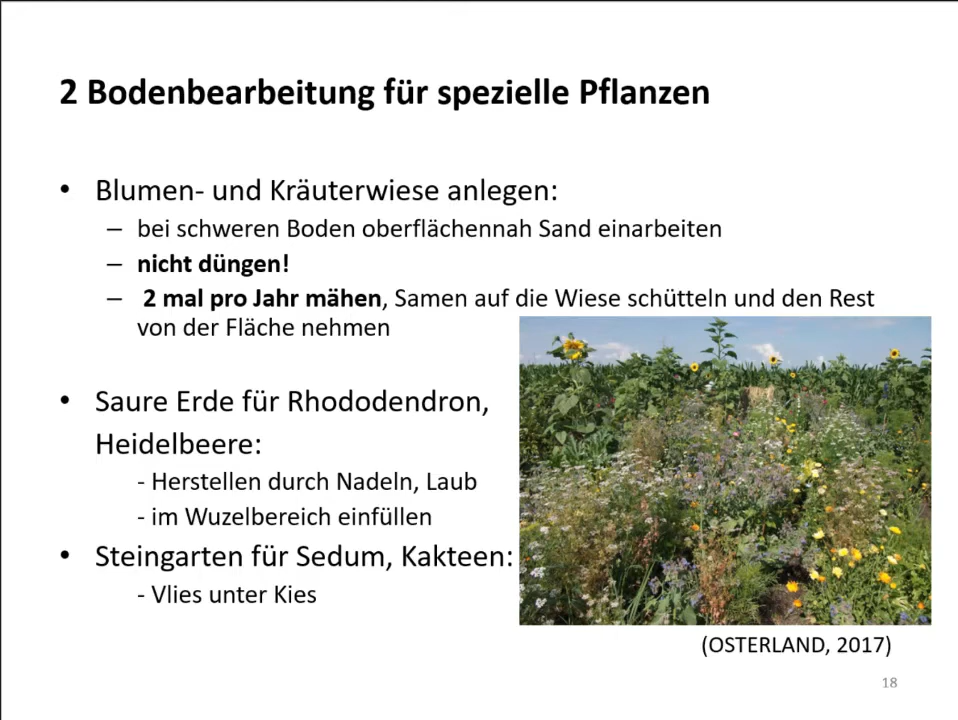 2 Bodenbearbeitung für spezielle Pflanzen
• Blumen- und Kräuterwiese anlegen:
– bei schweren Boden oberflächennah Sand einarbeiten
– nicht düngen!
– 2 mal pro Jahr mähen, Samen auf die Wiese schütteln und den Rest
von der Fläche nehmen
• Saure Erde für Rhododendron,
Heidelbeere:
- Herstellen durch Nadeln, Laub
- im Wuzelbereich einfüllen
• Steingarten für Sedum, Kakteen:
- Vlies unter Kies
(OSTERLAND, 2017)
18